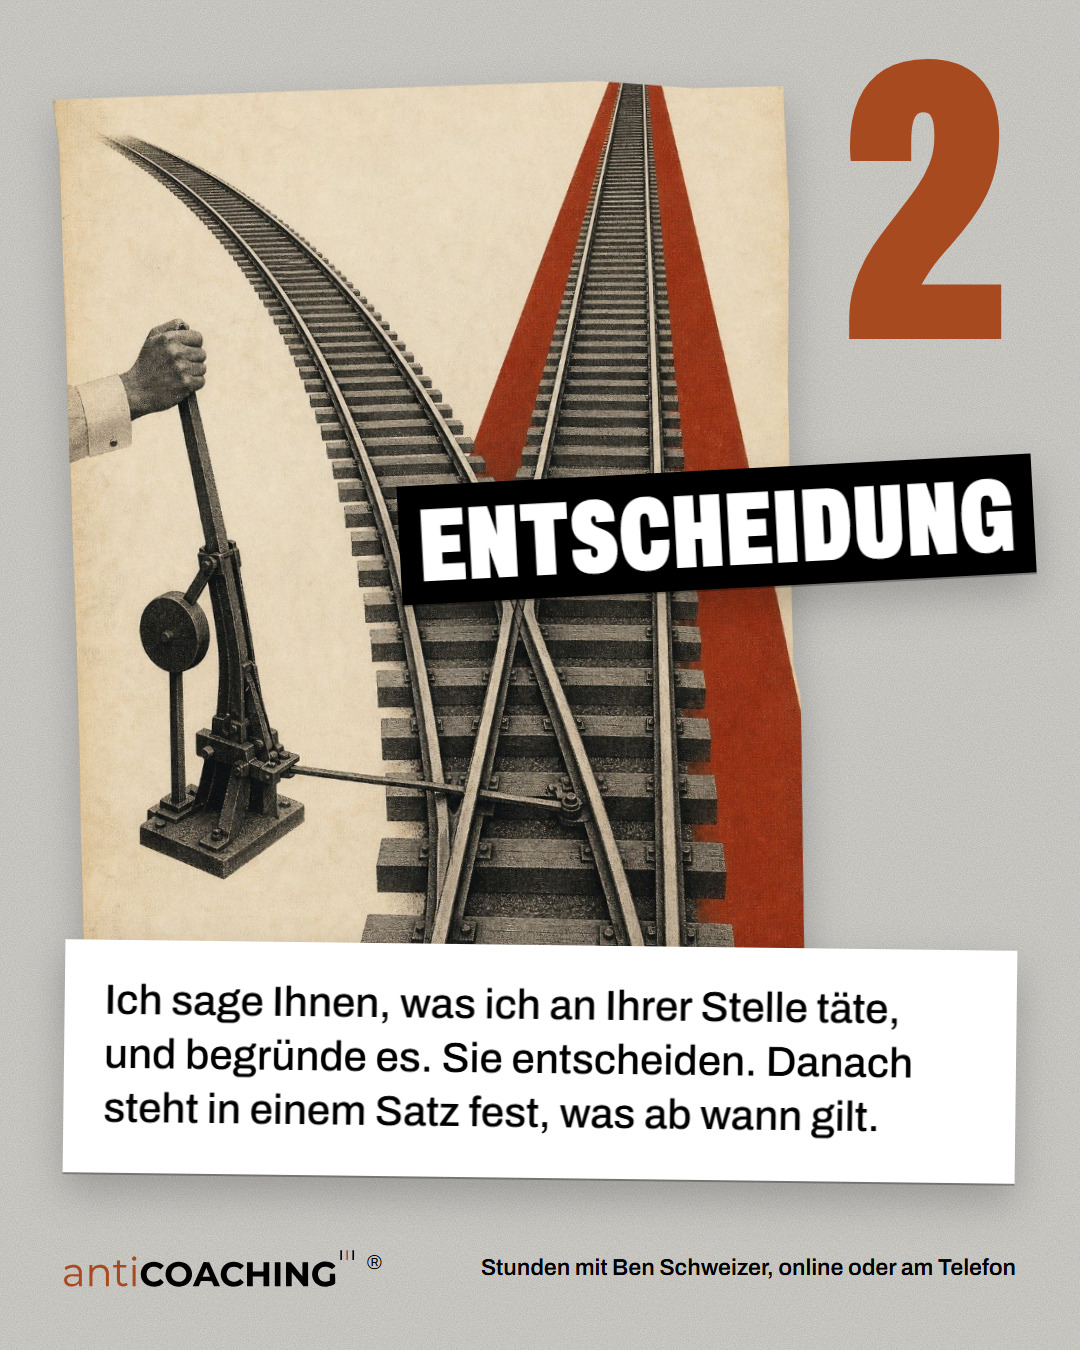 2
ENTSCHEIDUNG
Ich sage Ihnen, was ich an Ihrer Stelle täte,
und begründe es. Sie entscheiden. Danach
steht in einem Satz fest, was ab wann gilt.
antiCOACHING ®
Stunden mit Ben Schweizer, online oder am Telefon